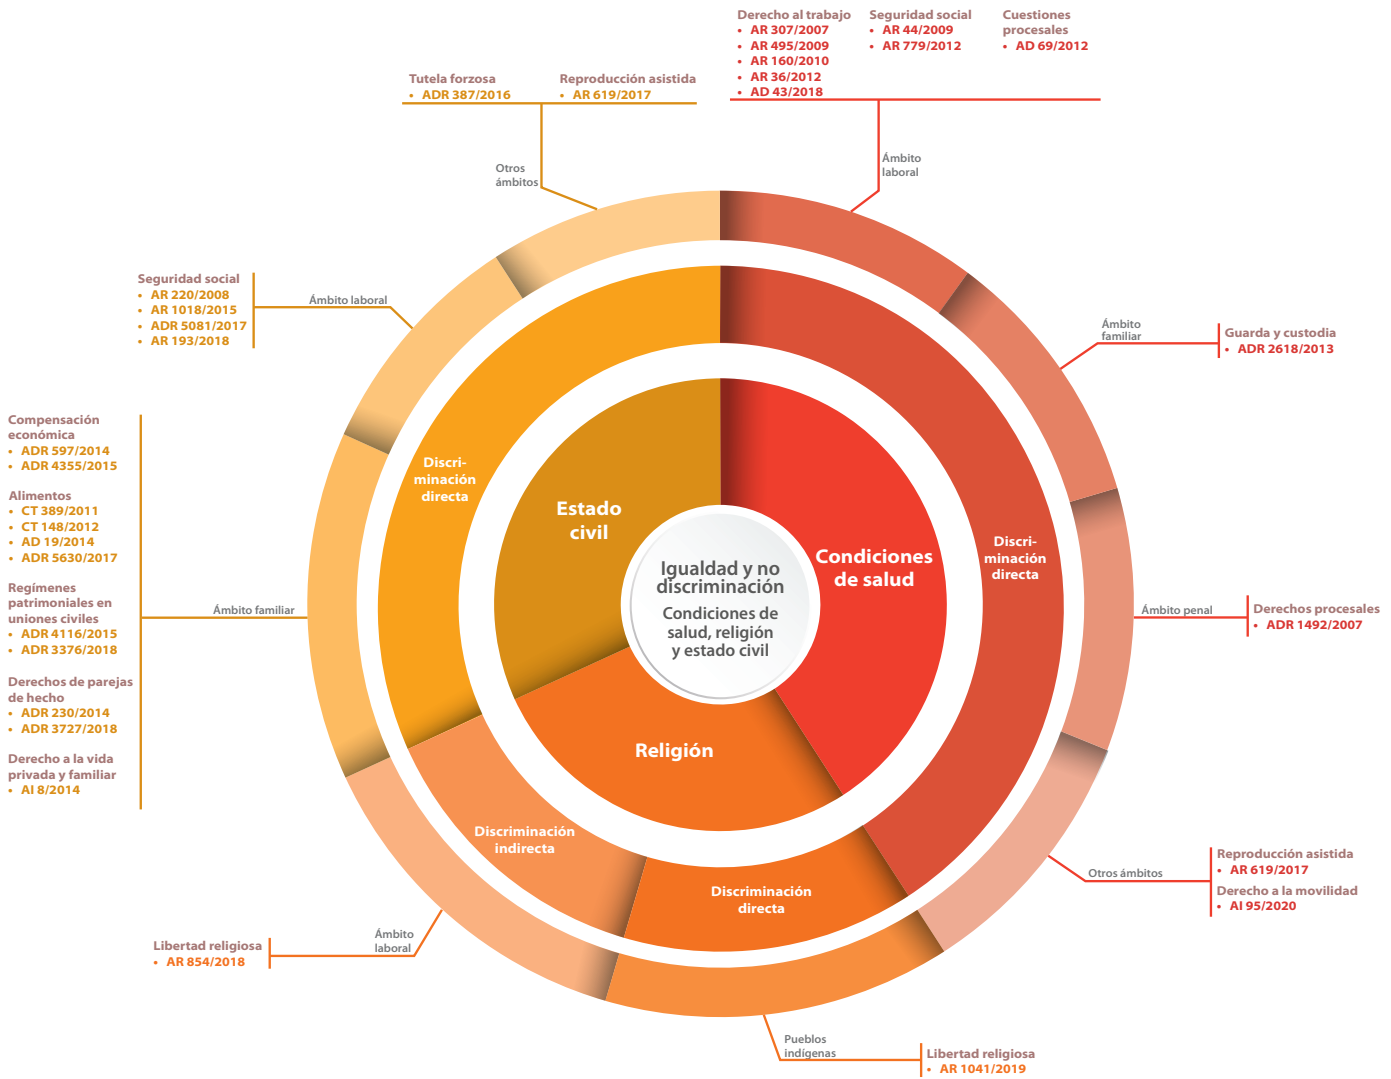 Derecho al trabajo
• AR 307/2007
• AR 495/2009
• AR 160/2010
• AR 36/2012
• AD 43/2018
Seguridad social
• AR 44/2009
• AR 779/2012
Cuestiones
procesales
• AD 69/2012
Ámbito
laboral
Tutela forzosa
• ADR 387/2016
Reproducción asistida
• AR 619/2017
Otros
ámbitos
Seguridad social
• AR 220/2008
• AR 1018/2015
• ADR 5081/2017
• AR 193/2018
Ámbito laboral
Ámbito
familiar
Guarda y custodia
• ADR 2618/2013
Compensación
económica
• ADR 597/2014
• ADR 4355/2015
Alimentos
• CT 389/2011
• CT 148/2012
• AD 19/2014
• ADR 5630/2017
Regímenes
patrimoniales en
uniones civiles
• ADR 4116/2015
• ADR 3376/2018
Derechos de parejas
de hecho
• ADR 230/2014
• ADR 3727/2018
Derecho a la vida
privada y familiar
• AI 8/2014
Ámbito familiar
Discri-
minación
directa
Estado
civil
Igualdad y no
discriminación
Condiciones de
salud, religión
y estado civil
Condiciones
de salud
Discri-
minación
directa
Ámbito penal
Derechos procesales
• ADR 1492/2007
Religión
Discriminación
indirecta
Discriminación
directa
Otros ámbitos
Reproducción asistida
• AR 619/2017
Derecho a la movilidad
• AI 95/2020
Libertad religiosa
• AR 854/2018
Ámbito
laboral
Pueblos
indígenas
Libertad religiosa
• AR 1041/2019